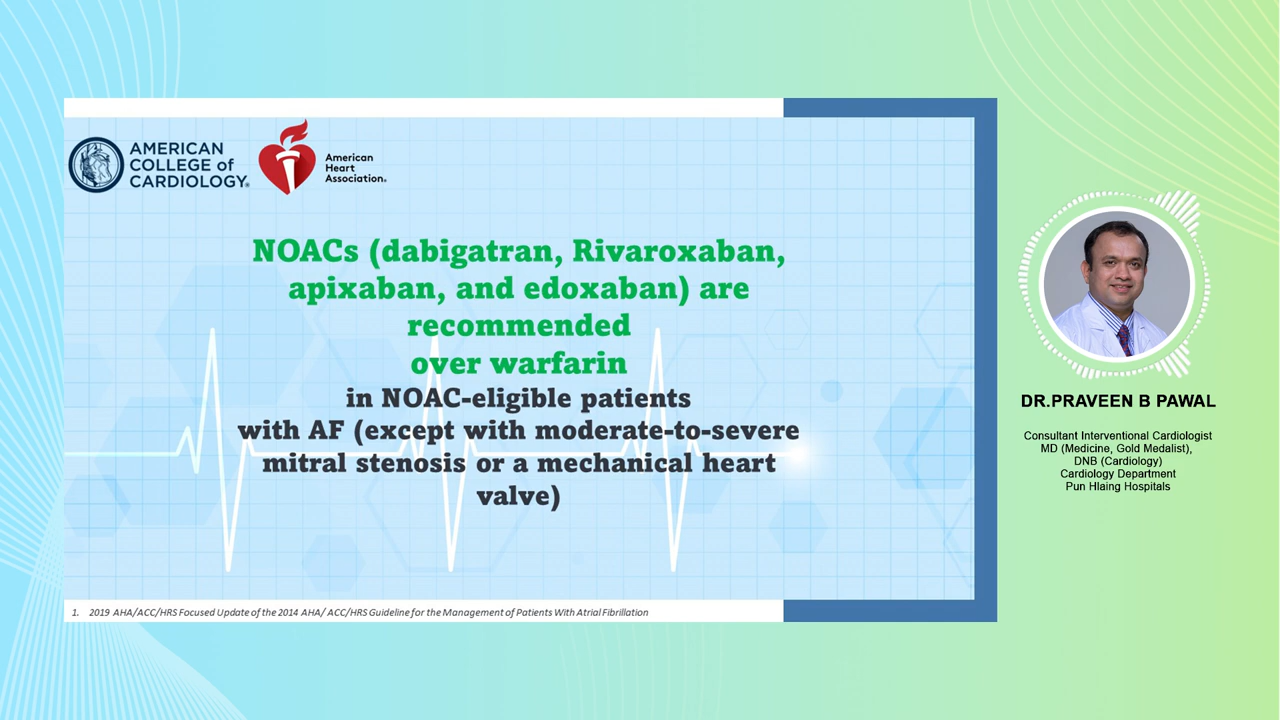 AMERICAN
COLLEGE of
CARDIOLOGY®
American
Heart
Association®
NOACs (dabigatran, Rivaroxaban,
apixaban, and edoxaban) are
recommended
over warfarin
in NOAC-eligible patients
with AF (except with moderate-to-severe
mitral stenosis or a mechanical heart
valve)
1. 2019 AHA/ACC/HRS Focused Update of the 2014 AHA/ ACC/HRS Guideline for the Management of Patients With Atrial Fibrillation
DR.PRAVEEN B PAWAL
Consultant Interventional Cardiologist
MD (Medicine, Gold Medalist),
DNB (Cardiology)
Cardiology Department
Pun Hlaing Hospitals